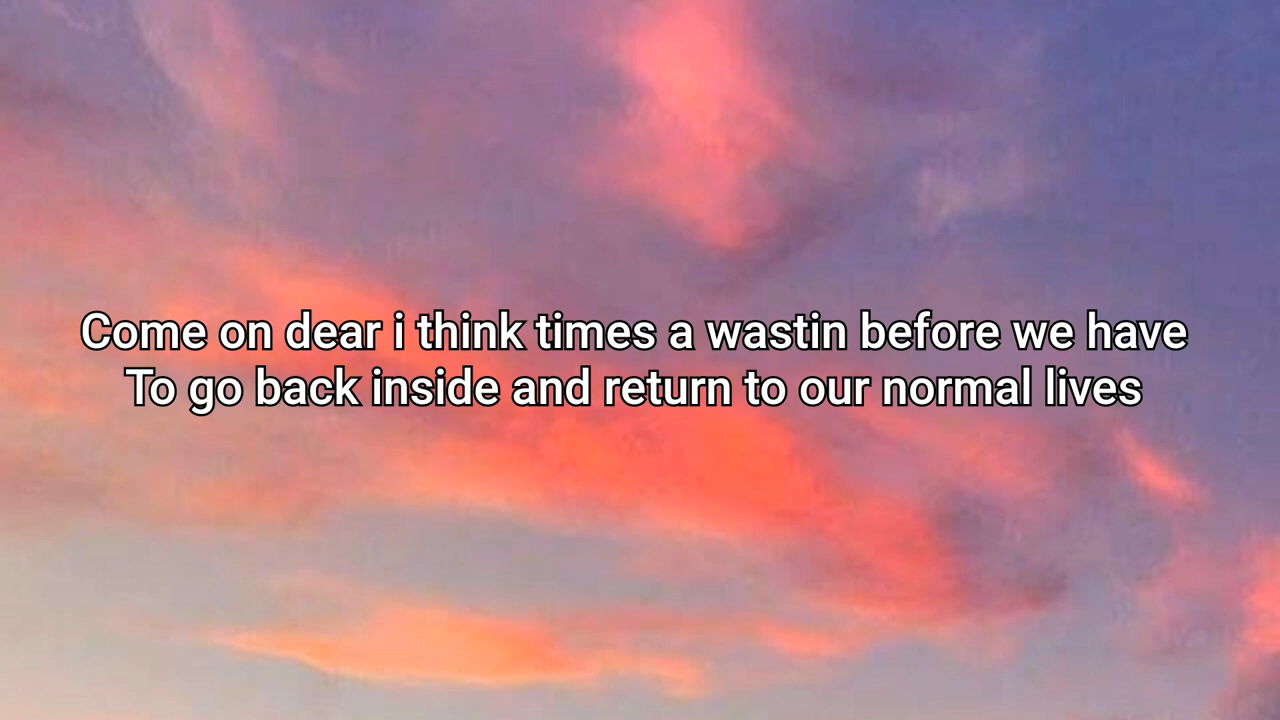 Come on dear i think times a wastin before we have
To go back inside and return to our normal lives